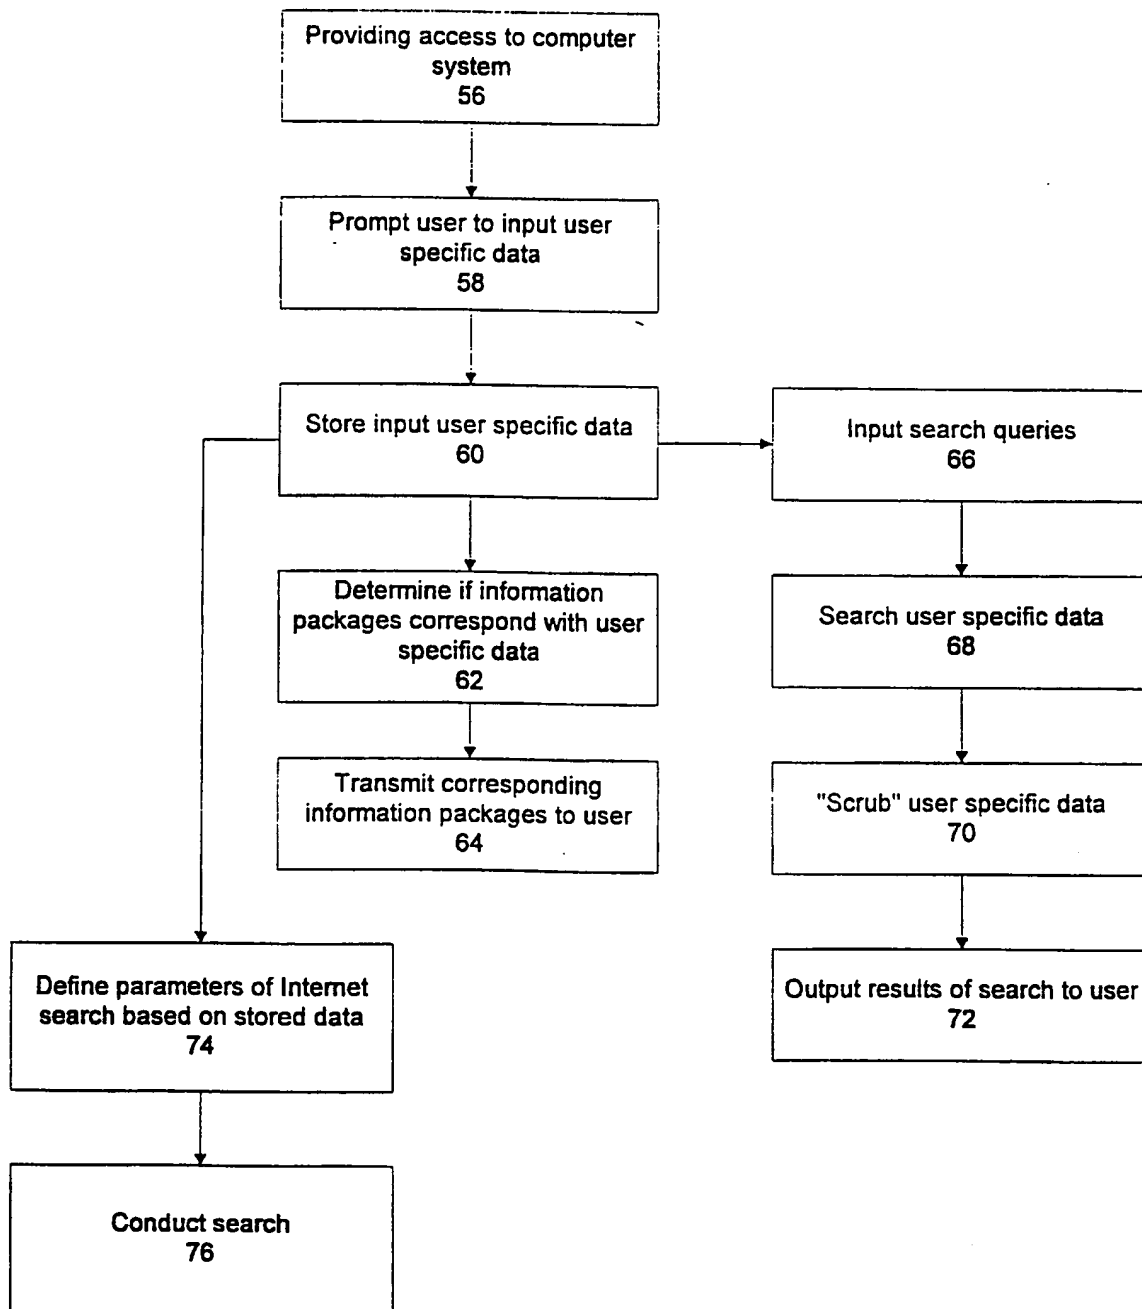 Providing access to computer
system
56
Prompt user to input user
specific data
58
Store input user specific data
60
Input search queries
66
Determine if information
packages correspond with user
specific data
62
Search user specific data
68
Transmit corresponding
information packages to user
64
"Scrub" user specific data
70
Define parameters of Internet
search based on stored data
74
Output results of search to user
72
Conduct search
76